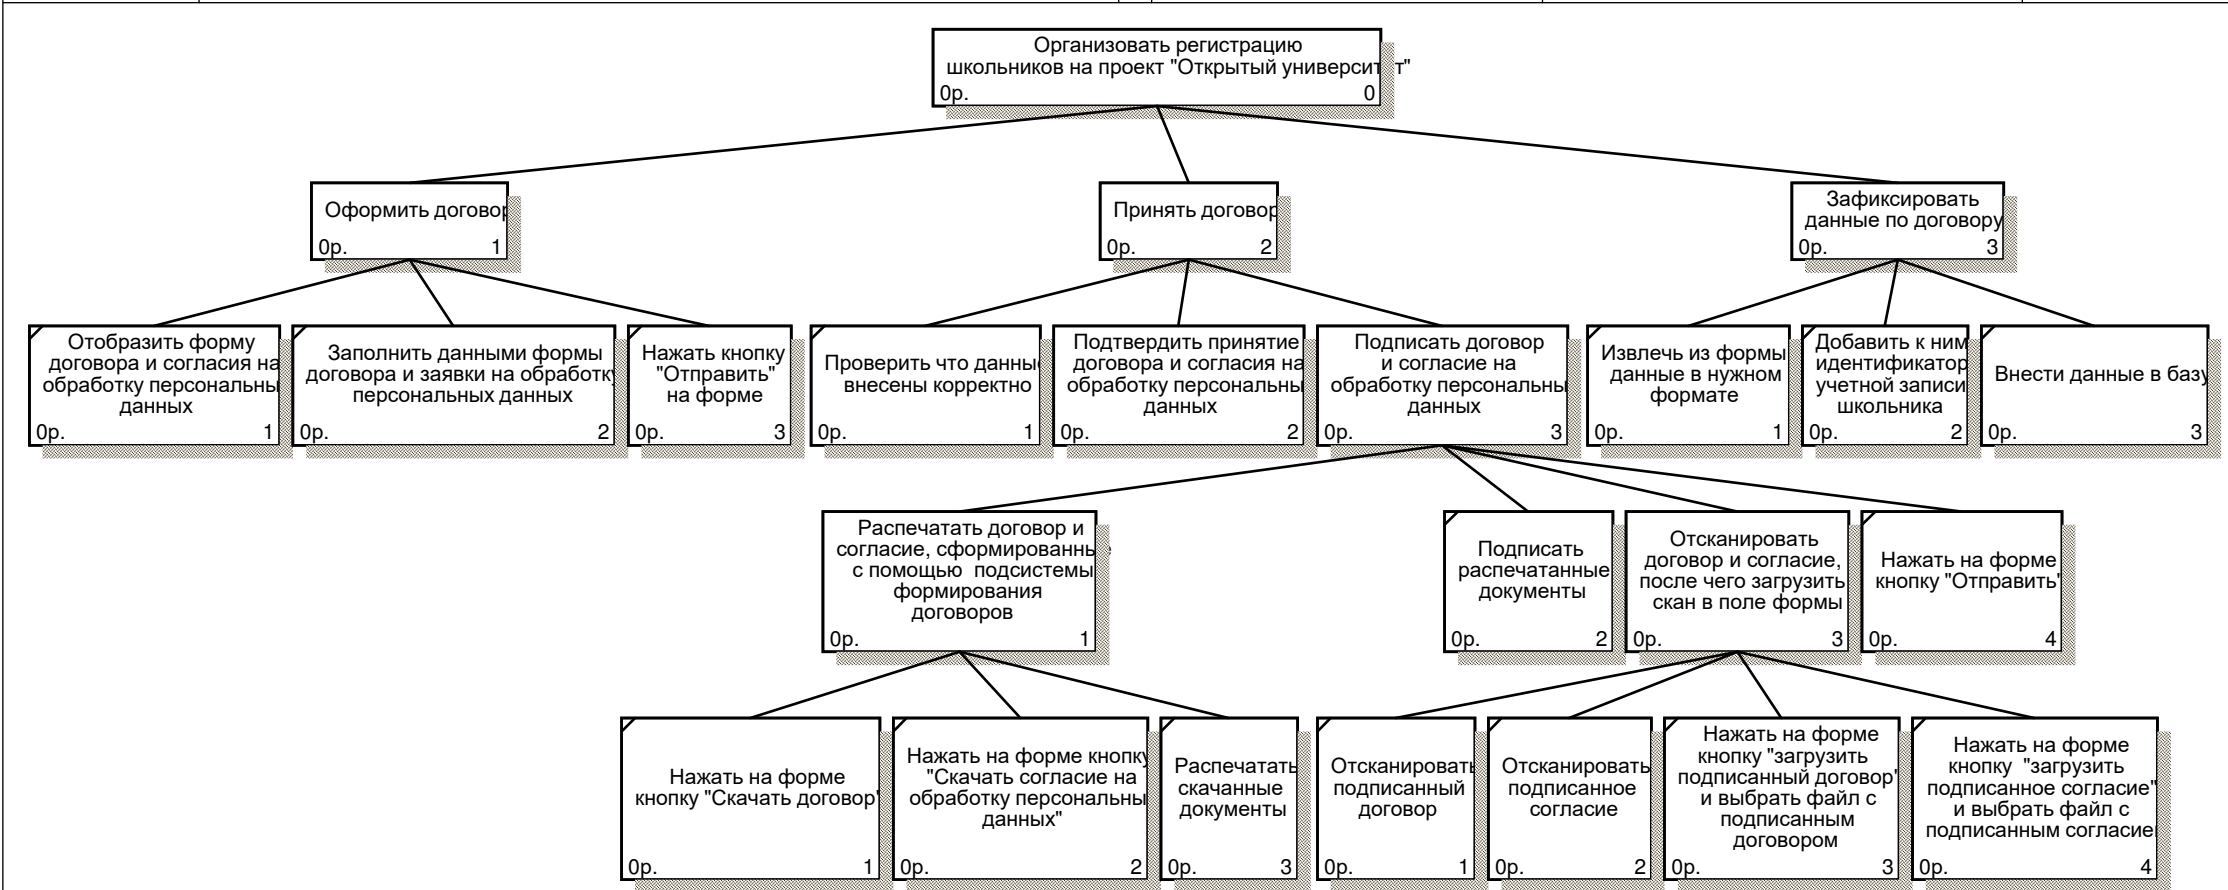 Организовать регистрацию
школьников на проект "Открытый университ т"
0р. 0
Оформить договор
0р. 1
Принять договор
0р. 2
Зафиксировать
данные по договору
0р. 3
Отобразить форму
договора и согласия на
обработку персональны
данных
0р. 1
Заполнить данными формы
договора и заявки на обработку
персональных данных
0р. 2
Нажать кнопку
"Отправить"
на форме
0р. 3
Проверить что данные
внесены корректно
0р. 1
Подтвердить принятие
договора и согласия на
обработку персональны
данных
0р. 2
Подписать договор
и согласие на
обработку персональны
данных
0р. 3
Извлечь из формы
данные в нужном
формате
0р. 1
Добавить к ним
идентификатор
учетной записи
школьника
0р. 2
Внести данные в базу
0р. 3
Распечатать договор и
согласие, сформированные
с помощью подсистемы
формирования
договоров
0р. 1
Подписать
распечатанные
документы
0р. 2
Отсканировать
договор и согласие,
после чего загрузить
скан в поле формы
0р. 3
Нажать на форме
кнопку "Отправить"
0р. 4
Нажать на форме
кнопку "Скачать договор"
0р. 1
Нажать на форме кнопку
"Скачать согласие на
обработку персональны
данных"
0р. 2
Распечатать
скачанные
документы
0р. 3
Отсканировать
подписанный
договор
0р. 1
Отсканировать
подписанное
согласие
0р. 2
Нажать на форме
кнопку "загрузить
подписанный договор"
и выбрать файл с
подписанным
договором
0р. 3
Нажать на форме
кнопку "загрузить
подписанное согласие"
и выбрать файл с
подписанным согласие
0р. 4